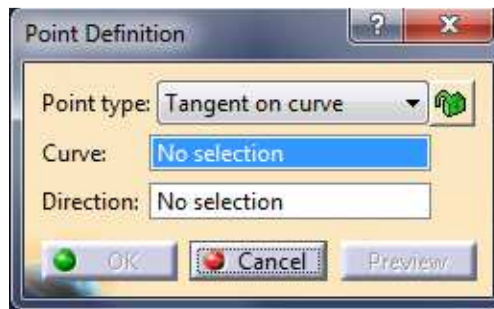 Point Definition
Point type: Tangent on curve
Curve: No selection
Direction: No selection
OK Cancel Preview